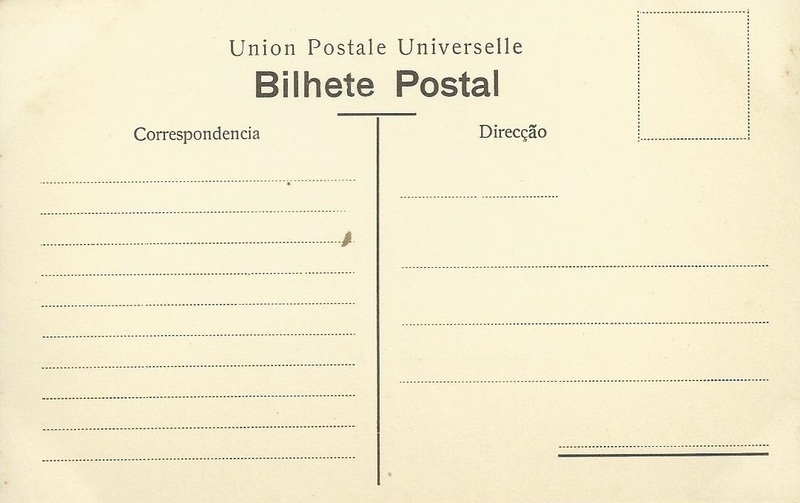 Union Postale Universelle
Bilhete Postal
Correspondencia
Direcção